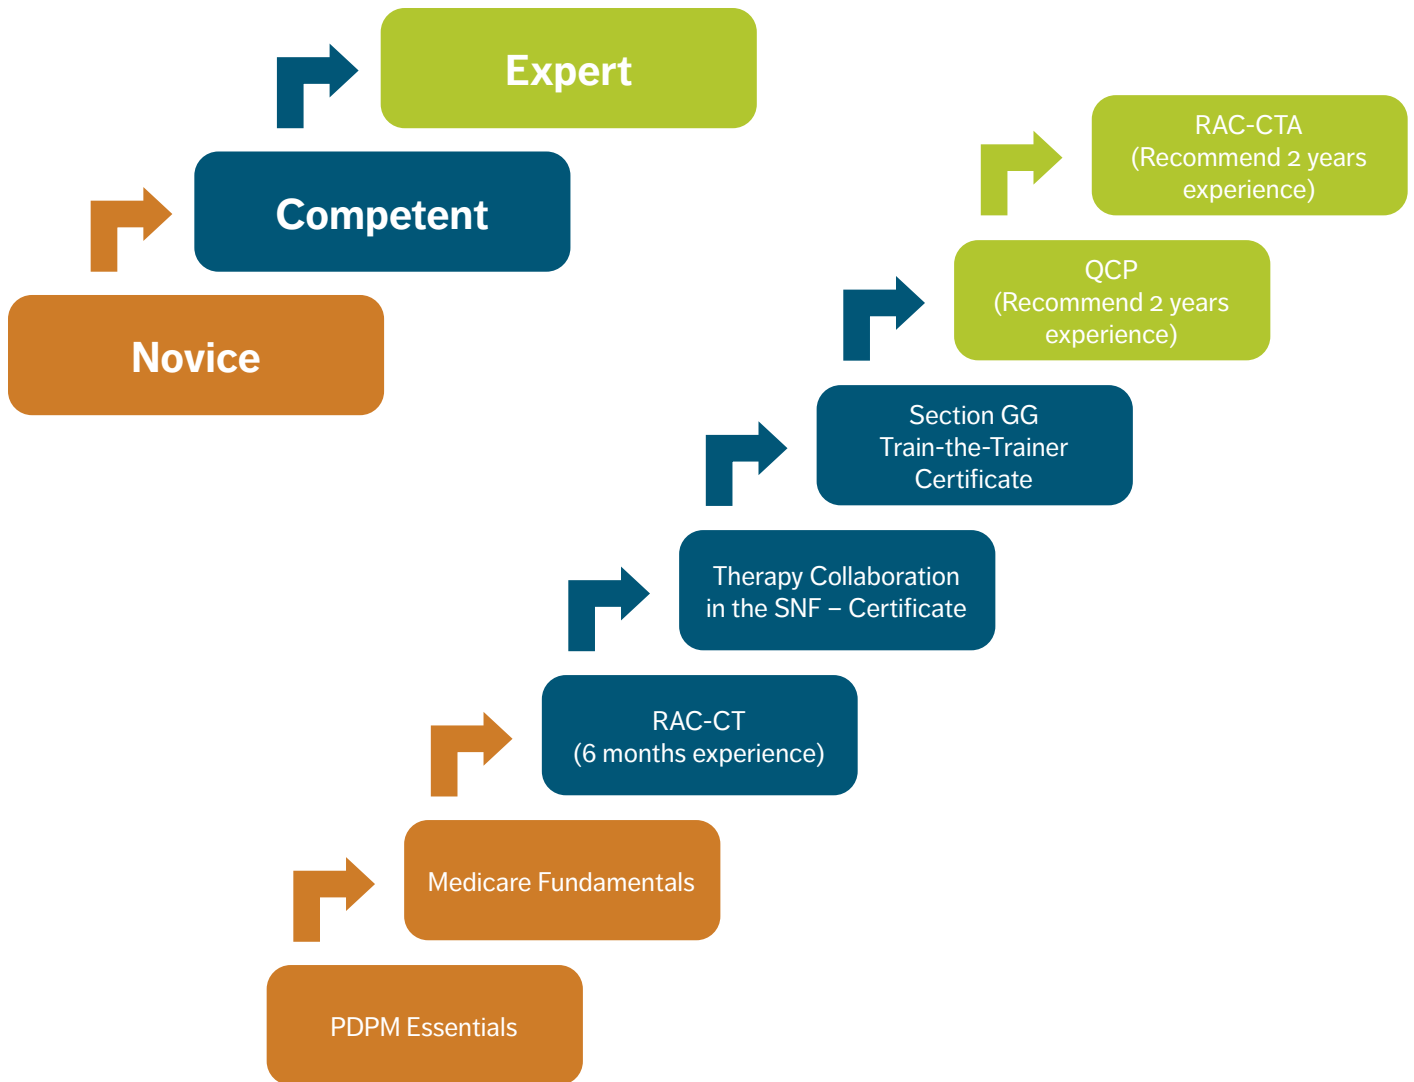 Expert
Competent
Novice
RAC-CTA
(Recommend 2 years
experience)
QCP
(Recommend 2 years
experience)
Section GG
Train-the-Trainer
Certificate
Therapy Collaboration
in the SNF – Certificate
RAC-CT
(6 months experience)
Medicare Fundamentals
PDPM Essentials